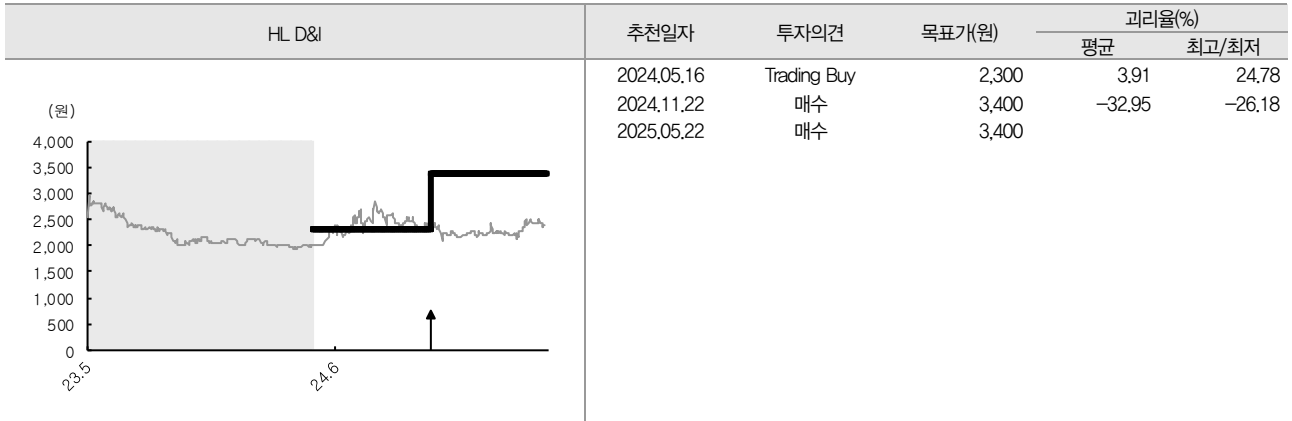 HL D&I
추천일자 투자의견 목표가(원) 괴리율(%)
평균 최고/최저
2024.05.16 Trading Buy 2,300 3.91 24.78
2024.11.22 매수 3,400 -32.95 -26.18
2025.05.22 매수 3,400
(원)
4,000
3,500
3,000
2,500
2,000
1,500
1,000
500
0
23.5 24.6